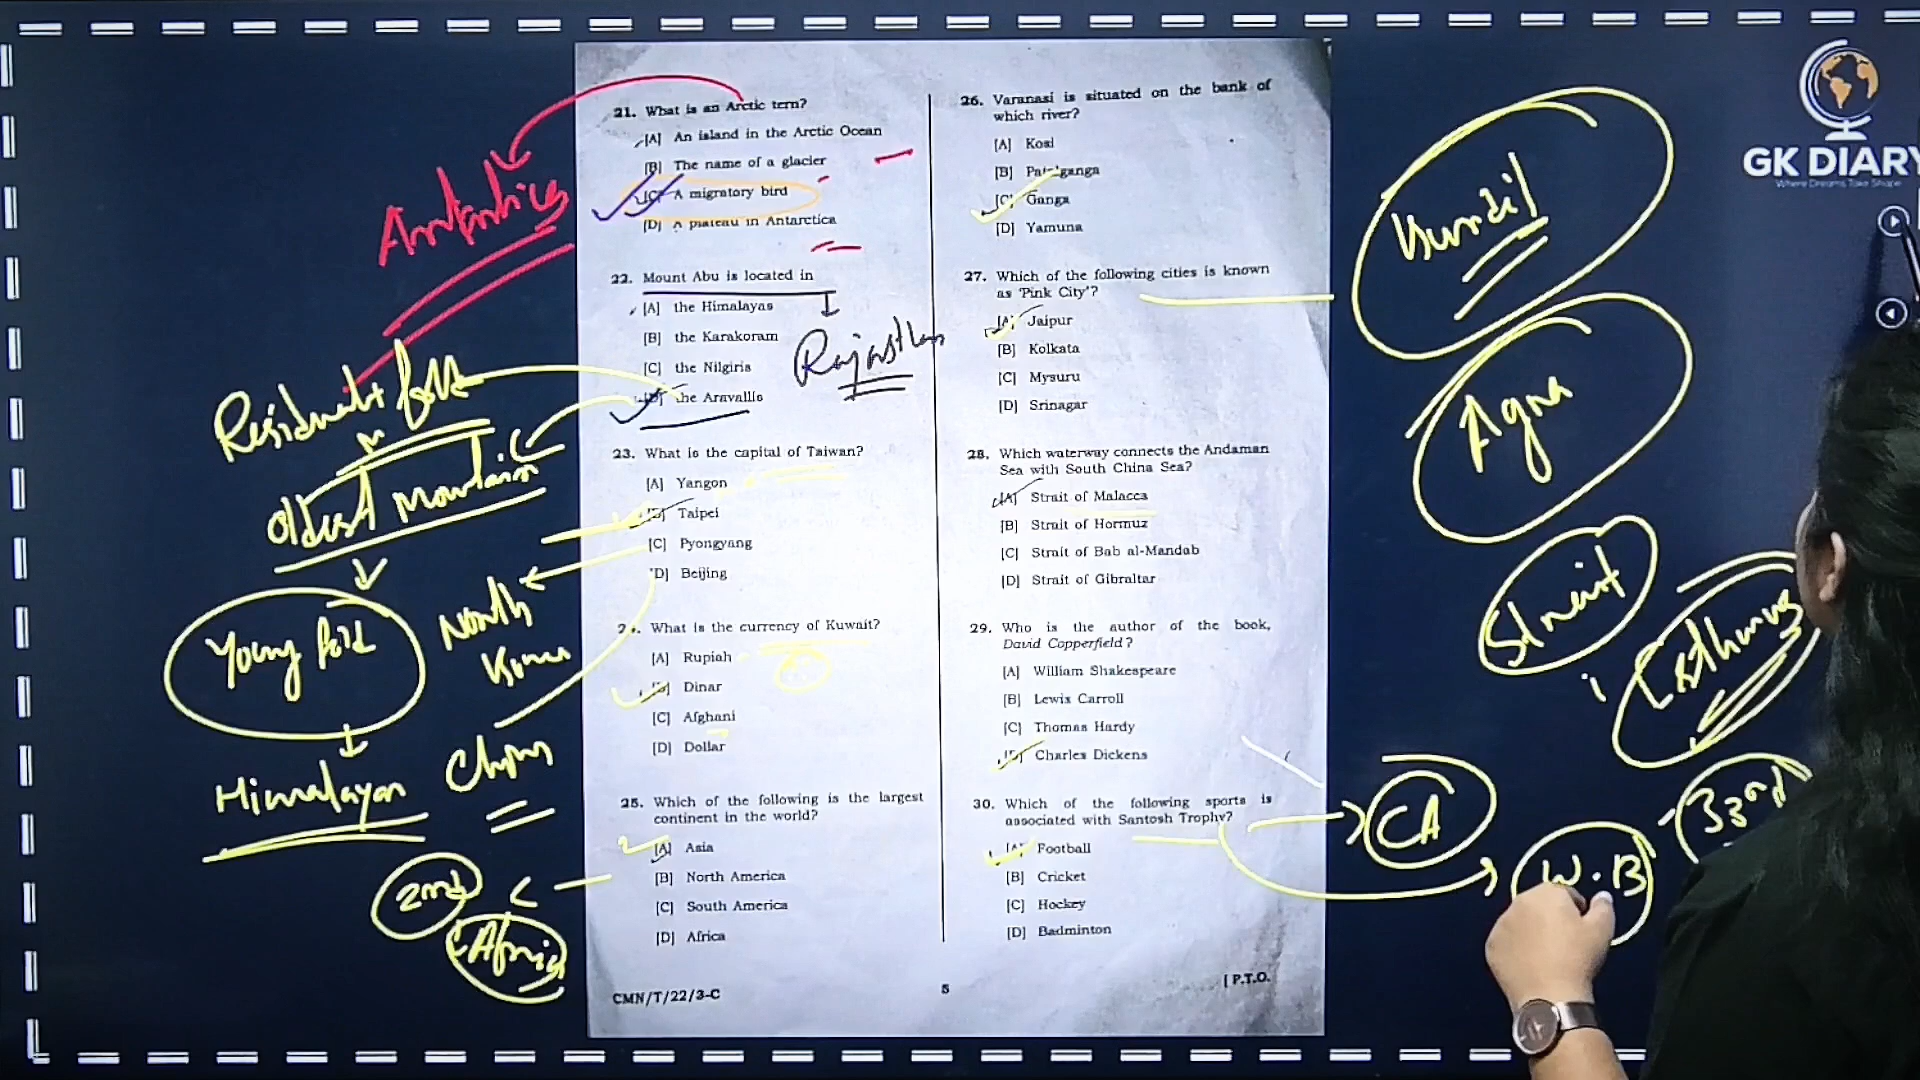 21. What is an Arctic tern?
[A] An island in the Arctic Ocean
[B] The name of a glacier
[C] A migratory bird
[D] A plateau in Antarctica
22. Mount Abu is located in
[A] the Himalayas
[B] the Karakoram
[C] the Nilgiris
[D] the Aravallis
23. What is the capital of Taiwan?
[A] Yangon
[B] Taipei
[C] Pyongyang
[D] Beijing
24. What is the currency of Kuwait?
[A] Rupiah
[B] Dinar
[C] Afghani
[D] Dollar
25. Which of the following is the largest
continent in the world?
[A] Asia
[B] North America
[C] South America
[D] Africa
CMN/T/22/3-C
26. Varanasi is situated on the bank of
which river?
[A] Kosi
[B] Patalganga
[C] Ganga
[D] Yamuna
27. Which of the following cities is known
as 'Pink City'?
[A] Jaipur
[B] Kolkata
[C] Mysuru
[D] Srinagar
28. Which waterway connects the Andaman
Sea with South China Sea?
[A] Strait of Malacca
[B] Strait of Hormuz
[C] Strait of Bab al-Mandab
[D] Strait of Gibraltar
29. Who is the author of the book,
David Copperfield?
[A] William Shakespeare
[B] Lewis Carroll
[C] Thomas Hardy
[D] Charles Dickens
30. Which of the following sports is
associated with Santosh Trophy?
[A] Football
[B] Cricket
[C] Hockey
[D] Badminton
5
[ P.T.O.
Rajasthan
oldest Mountain
Young fold
Himalayan
North
2nd
Africa
Agra
Strait
CA
W.B
33rd
GK DIARY
Where Dreams Take Shape